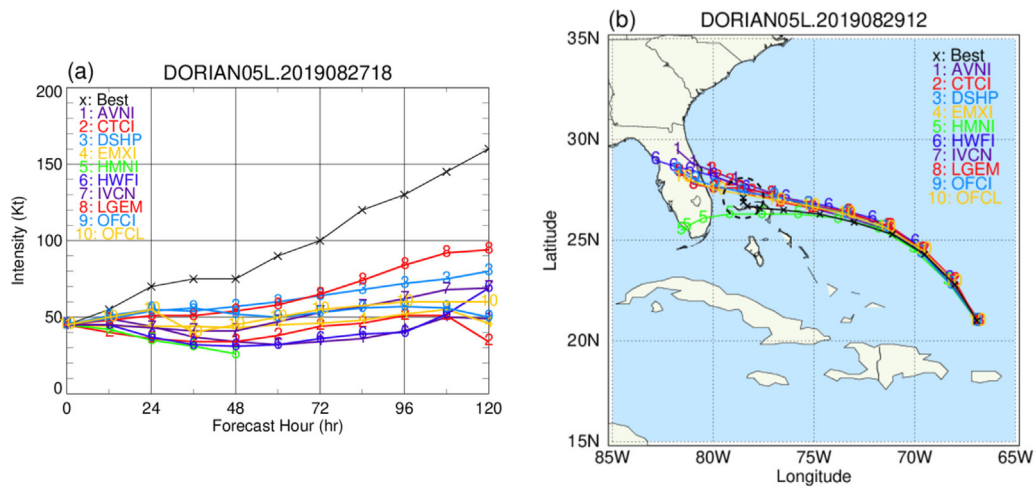 (a)
DORIAN05L.2019082718
200
150
100
50
0
Intensity (Kt)
x: Best
1: AVNI
2: CTCI
3: DSHP
4: EMXI
5: HMNI
6: HWFI
7: IVCN
8: LGEM
9: OFCI
10: OFCL
0 24 48 72 96 120
Forecast Hour (hr)
(b)
DORIAN05L.2019082912
35N
30N
25N
20N
15N
Latitude
x: Best
1: AVNI
2: CTCI
3: DSHP
4: EMXI
5: HMNI
6: HWFI
7: IVCN
8: LGEM
9: OFCI
10: OFCL
85W 80W 75W 70W 65W
Longitude